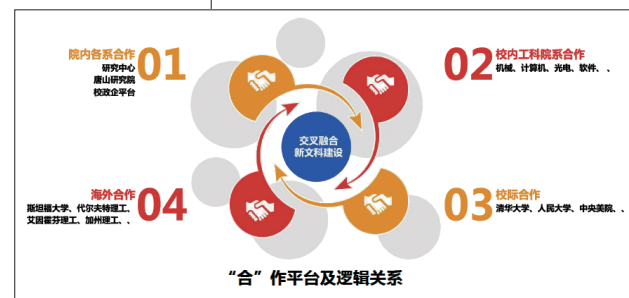 院内各系合作
01
研究中心
唐山研究院
校政企平台
02
校内工科院系合作
机械、计算机、光电、软件、、
交叉融合
新文科建设
海外合作
04
斯坦福大学、代尔夫特理工、
艾因霍芬理工、加州理工、、
03
校际合作
清华大学、人民大学、中央美院、、
“合”作平台及逻辑关系